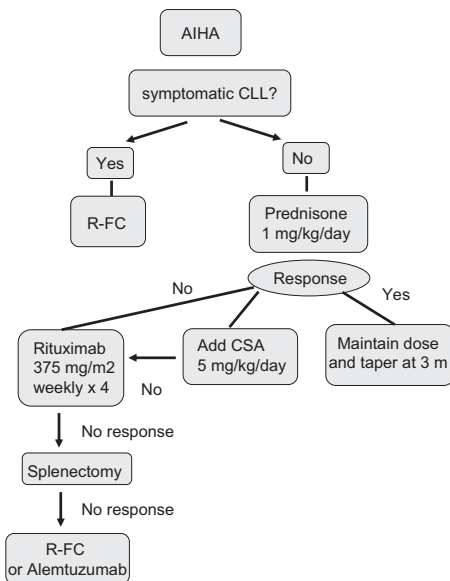 AIHA
symptomatic CLL?
Yes
No
R-FC
Prednisone
1 mg/kg/day
Response
No
Yes
Rituximab
375 mg/m2
weekly x 4
No
Add CSA
5 mg/kg/day
Maintain dose
and taper at 3 m
No response
Splenectomy
No response
R-FC
or Alemtuzumab